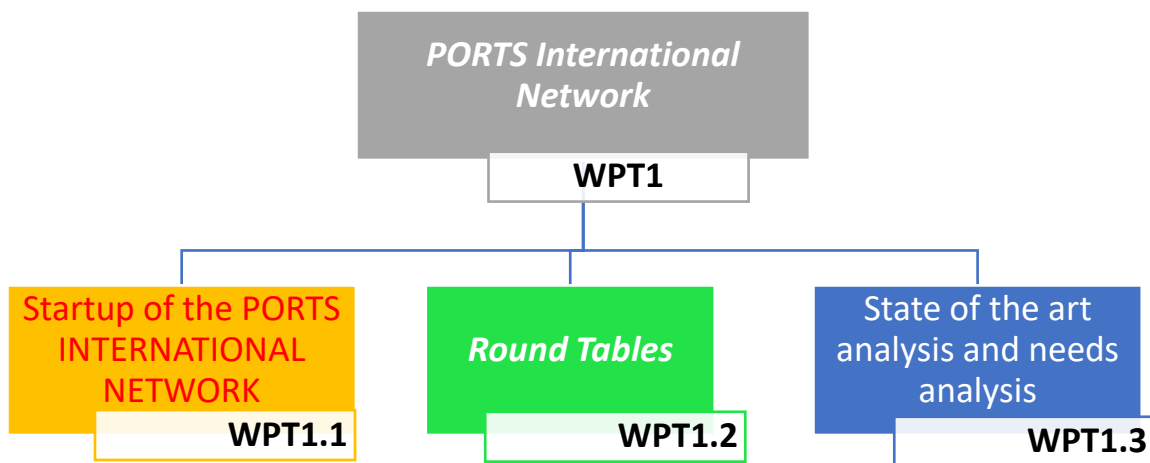 PORTS International
Network
WPT1
Startup of the PORTS
INTERNATIONAL
NETWORK
WPT1.1
Round Tables
WPT1.2
State of the art
analysis and needs
analysis
WPT1.3